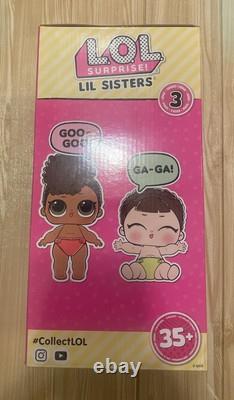 L.O.L.
SURPRISE!
LIL SISTERS
3
GOO-
GOO
GA-GA!
#CollectLOL
35+
ebay